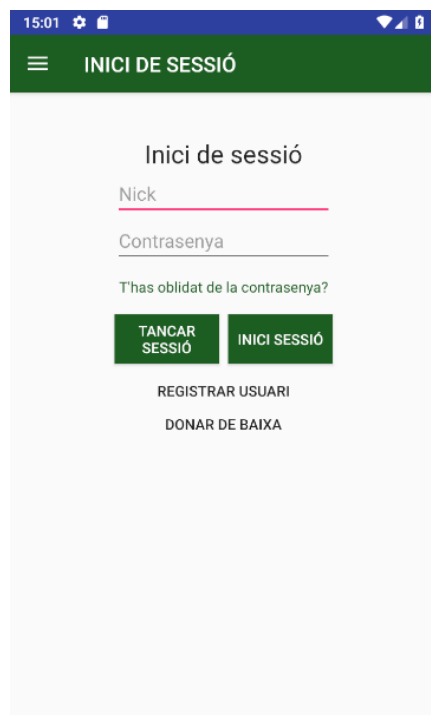 15:01
INICI DE SESSIÓ
Inici de sessió
Nick
Contrasenya
T'has oblidat de la contrasenya?
TANCAR
SESSIÓ
INICI SESSIÓ
REGISTRAR USUARI
DONAR DE BAIXA